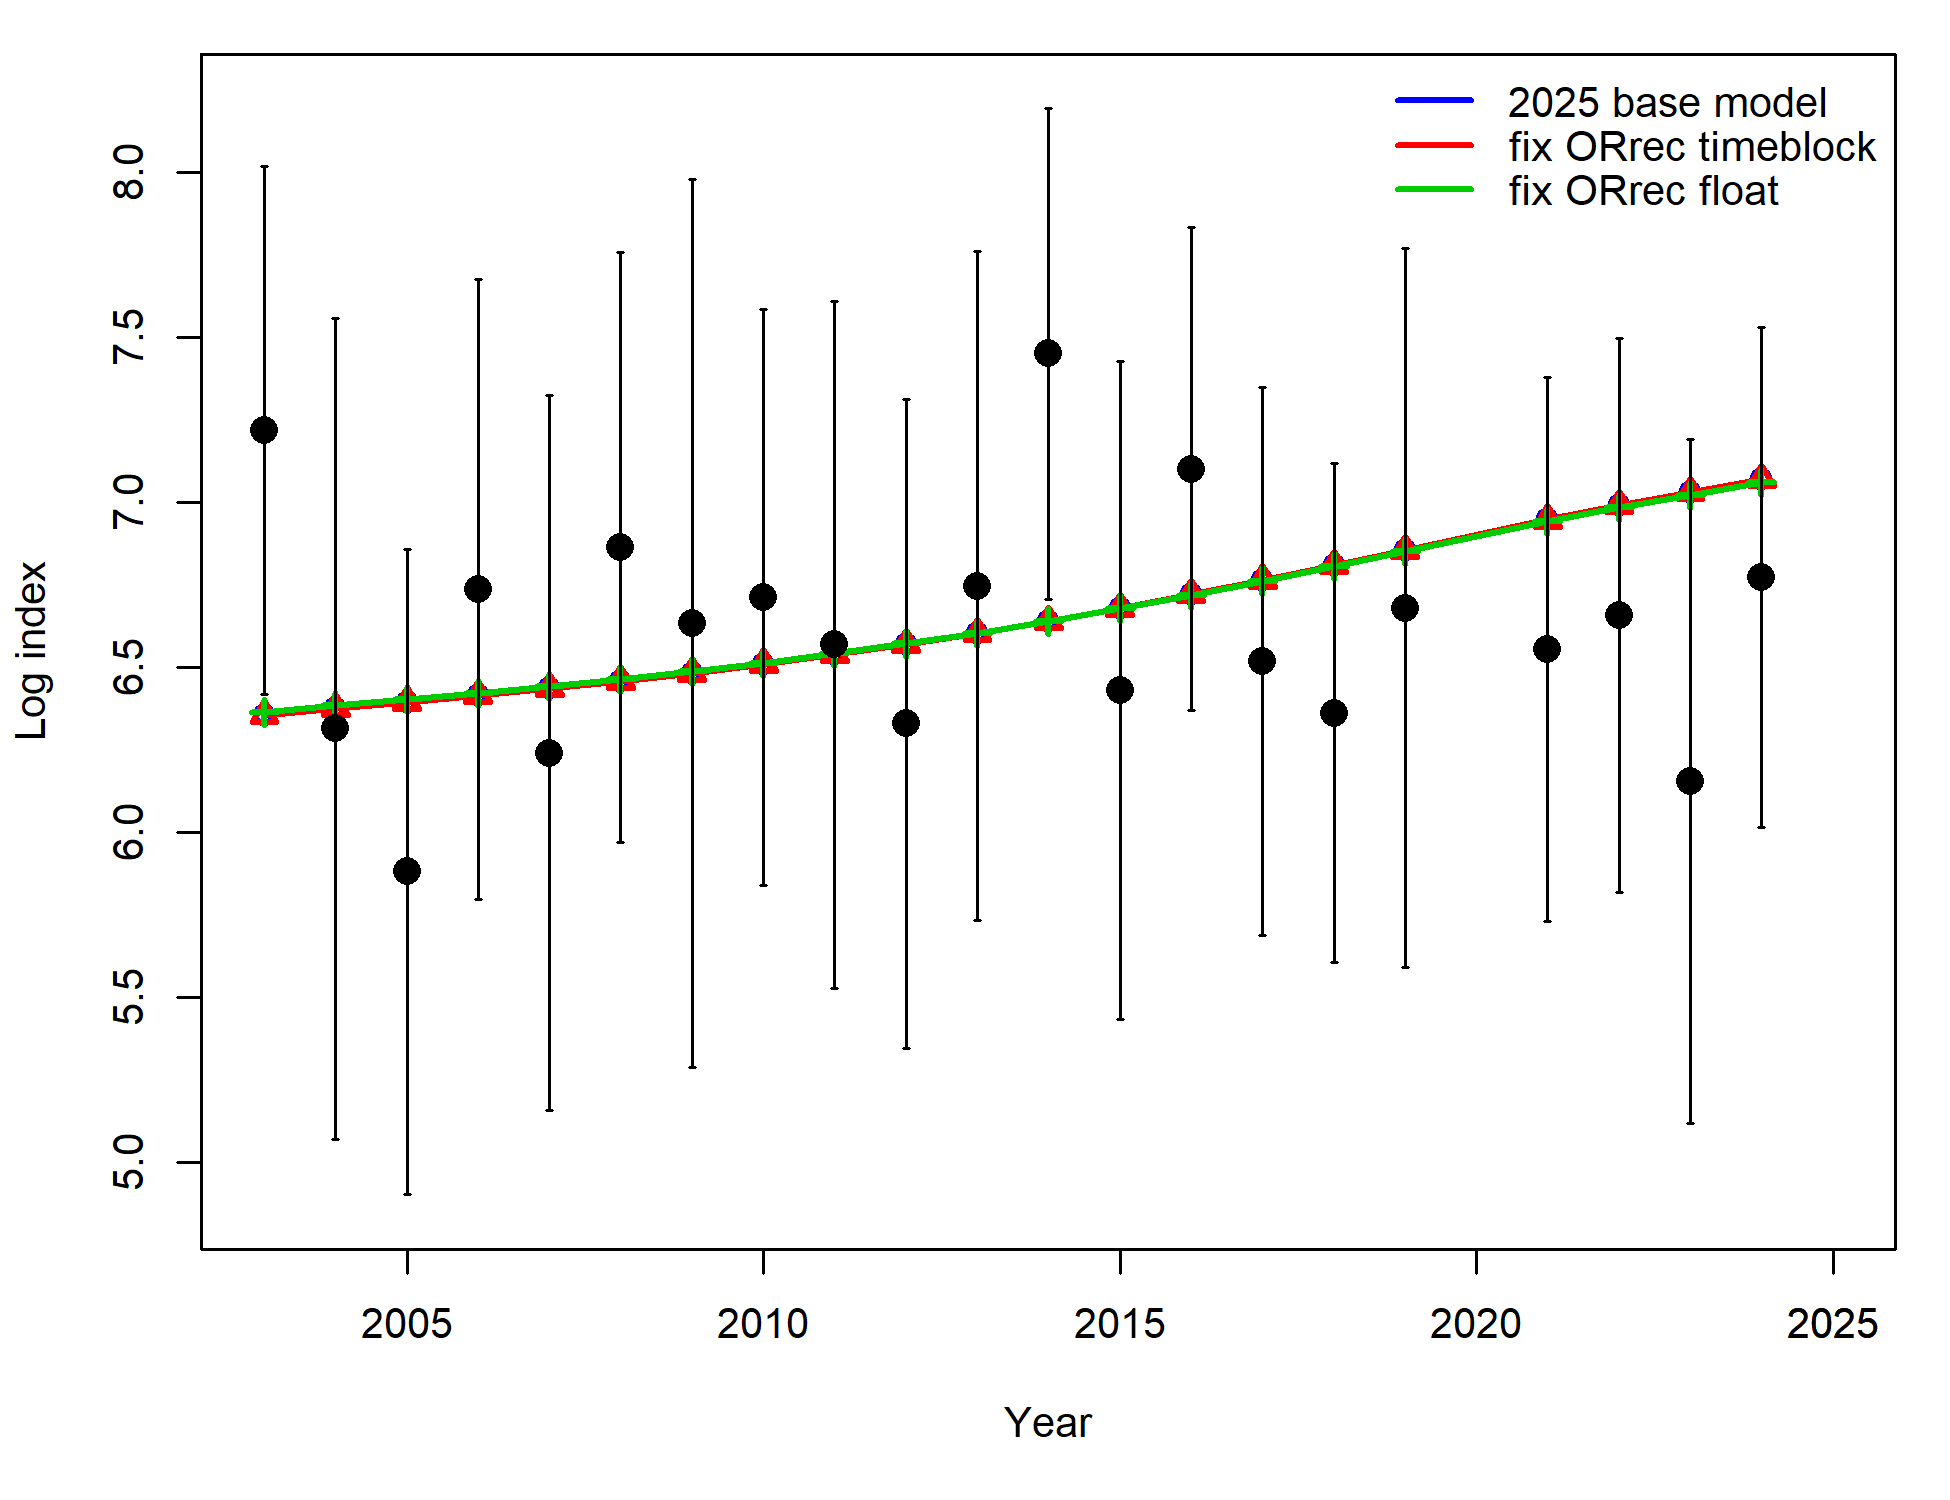 2025 base model
fix ORrec timeblock
fix ORrec float
Log index
8.0
7.5
7.0
6.5
6.0
5.5
5.0
2005 2010 2015 2020 2025
Year